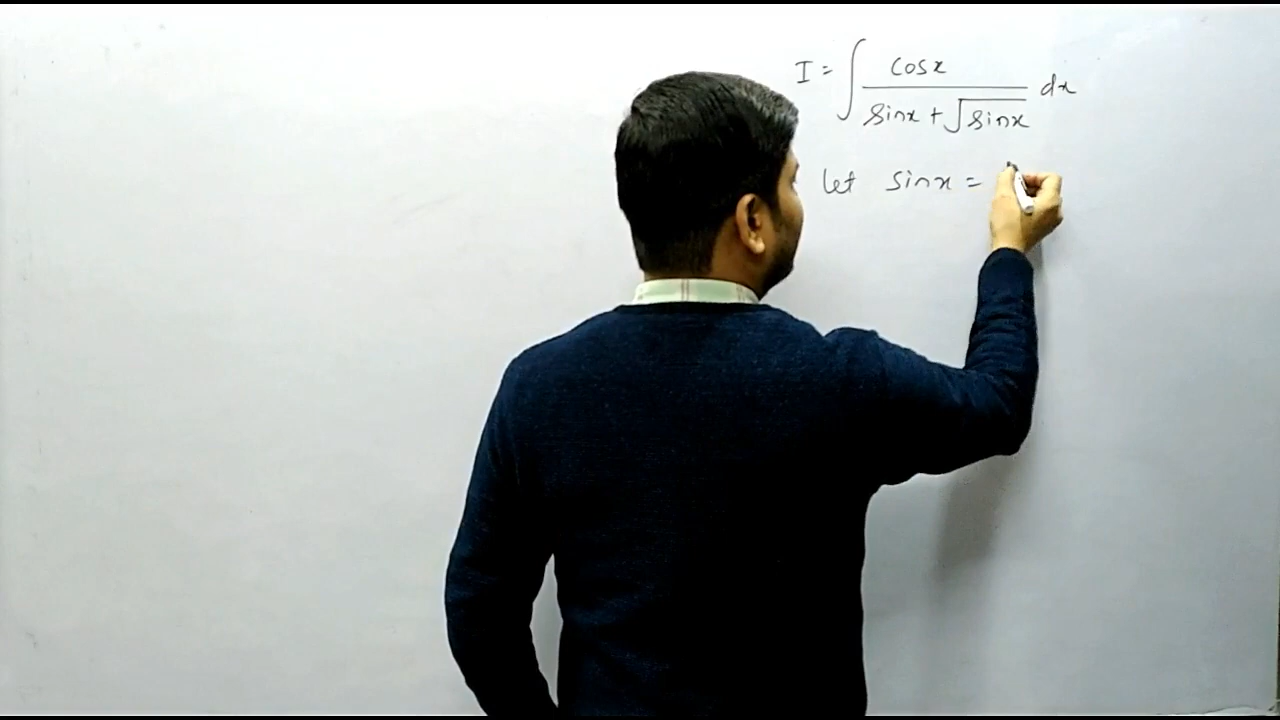 I = ∫ cosx / (sinx + √sinx) dx
let sinx =